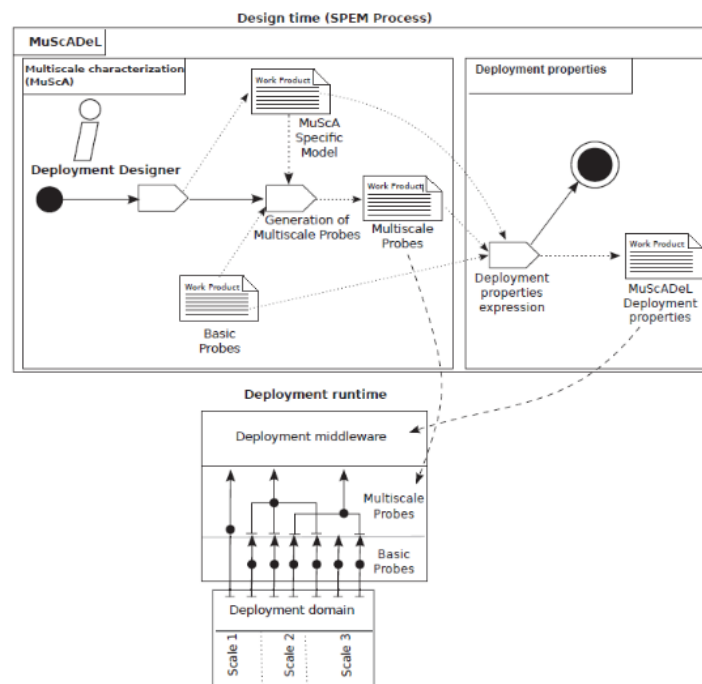 Design time (SPEM Process)
MuScADeL
Multiscale characterization
(MuScA)
Deployment properties
Work Product
MuScA
Specific
Model
Deployment Designer
Generation of
Multiscale Probes
Work Product
Multiscale
Probes
Work Product
Basic
Probes
Deployment
properties
expression
Work Product
MuScADeL
Deployment
properties
Deployment runtime
Deployment middleware
Multiscale
Probes
Basic
Probes
Deployment domain
Scale 1
Scale 2
Scale 3